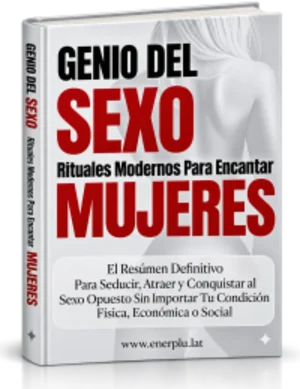 GENIO DEL
SEXO
Rituales Modernos Para Encantar
MUJERES
El Resúmen Definitivo
Para Seducir, Atraer y Conquistar al
Sexo Opuesto Sin Importar Tu Condición
Física, Económica o Social
www.enerplu.lat
GENIO DEL SEXO Rituales Modernos Para Encantar MUJERES